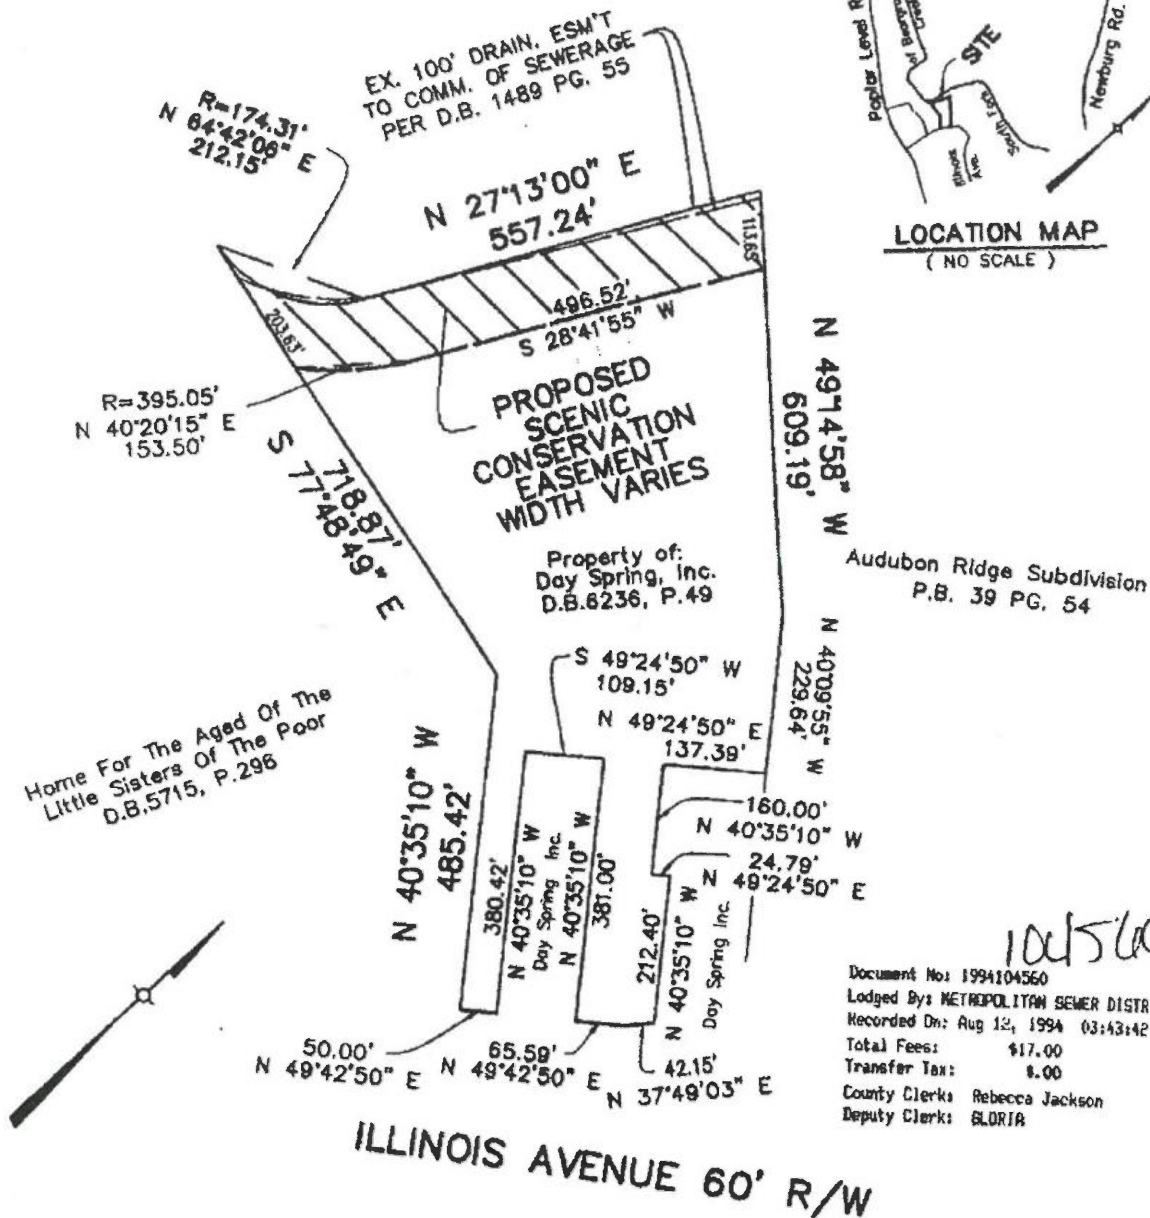 EX. 100' DRAIN. ESM'T
TO COMM. OF SEWERAGE
PER D.B. 1489 PG. 55
R=174.31'
N 64°42'06" E
212.15'
N 27°13'00" E
557.24'
113.65'
Poplar Level
of
SITE
Newburg Rd.
Illinois
Ave.
South Fork
LOCATION MAP
( NO SCALE )
203.63'
496.52'
S 28°41'55" W
R=395.05'
N 40°20'15" E
153.50'
PROPOSED
SCENIC
CONSERVATION
EASEMENT
WIDTH VARIES
718.87'
S 77°48'49" E
N 49°14'58" W
609.19'
Property of:
Day Spring, Inc.
D.B.6236, P.49
Audubon Ridge Subdivision
P.B. 39 PG. 54
S 49°24'50" W
109.15'
N 49°24'50" E
137.39'
N 40°09'55" W
229.64'
Home For The Aged Of The
Little Sisters Of The Poor
D.B.5715, P.296
N 40°35'10" W
485.42'
380.42'
N 40°35'10" W
Day Spring Inc.
N 40°35'10" W
381.00'
160.00'
N 40°35'10" W
24.79'
N 49°24'50" E
212.40'
N 40°35'10" W
Day Spring Inc.
50.00'
N 49°42'50" E
65.59'
N 49°42'50" E
42.15'
N 37°49'03" E
Document No: 1994104560
Lodged By: METROPOLITAN SEWER DISTR
Recorded On: Aug 12, 1994 03:43:42
Total Fees: $17.00
Transfer Tax: $.00
County Clerk: Rebecca Jackson
Deputy Clerk: GLORIA
ILLINOIS AVENUE 60' R/W